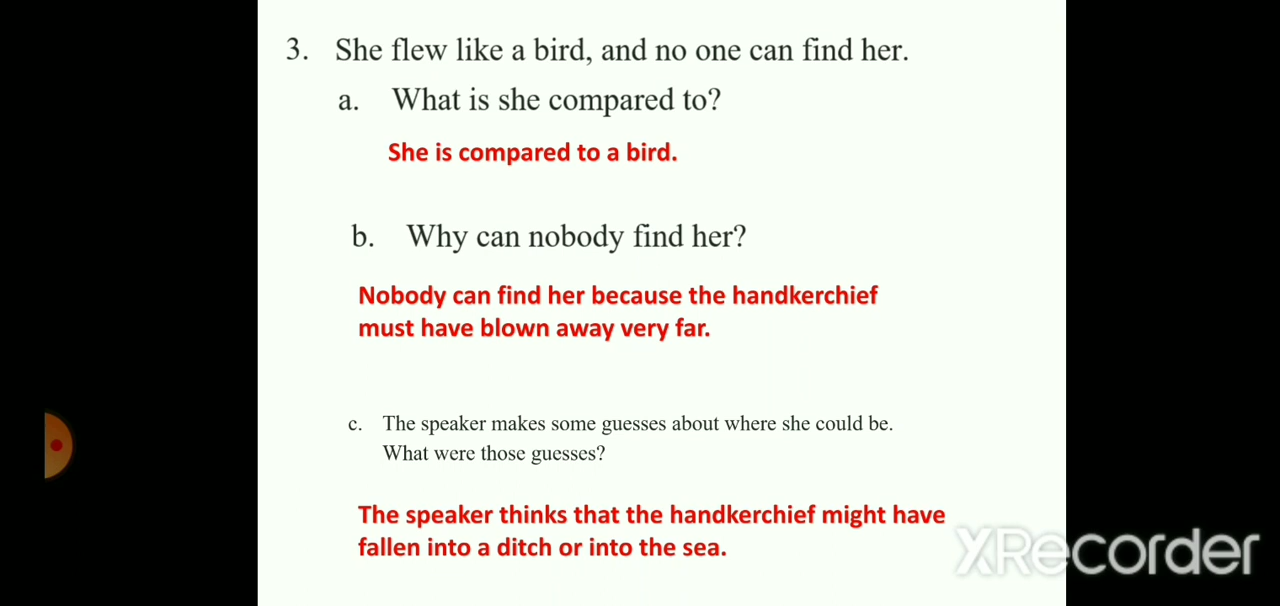 3. She flew like a bird, and no one can find her.
a. What is she compared to?
She is compared to a bird.
b. Why can nobody find her?
Nobody can find her because the handkerchief
must have blown away very far.
c. The speaker makes some guesses about where she could be.
What were those guesses?
The speaker thinks that the handkerchief might have
fallen into a ditch or into the sea.
XRecorder